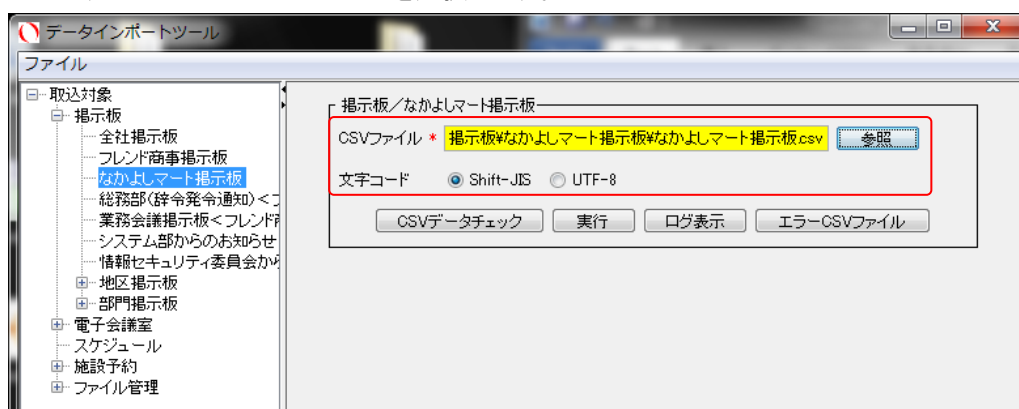 データインポートツール
ファイル
取込対象
掲示板
全社掲示板
フレンド商事掲示板
なかよしマート掲示板
総務部(辞令発令通知)<フ
業務会議掲示板<フレンド
システム部からのお知らせ
情報セキュリティ委員会か
地区掲示板
部門掲示板
電子会議室
スケジュール
施設予約
ファイル管理
掲示板/なかよしマート掲示板
CSVファイル * 掲示板¥なかよしマート掲示板¥なかよしマート掲示板.csv 参照
文字コード Shift-JIS UTF-8
CSVデータチェック 実行 ログ表示 エラーCSVファイル